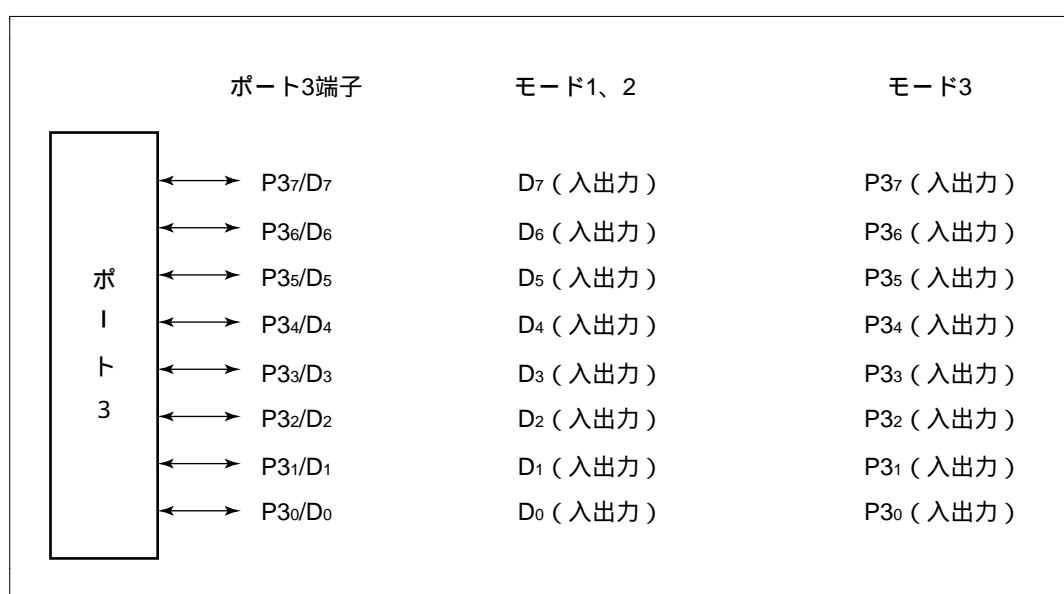 ポート3端子 モード1、2 モード3
P3₇/D₇ D₇(入出力) P3₇(入出力)
P3₆/D₆ D₆(入出力) P3₆(入出力)
P3₅/D₅ D₅(入出力) P3₅(入出力)
P3₄/D₄ D₄(入出力) P3₄(入出力)
P3₃/D₃ D₃(入出力) P3₃(入出力)
P3₂/D₂ D₂(入出力) P3₂(入出力)
P3₁/D₁ D₁(入出力) P3₁(入出力)
P3₀/D₀ D₀(入出力) P3₀(入出力)
ポート3